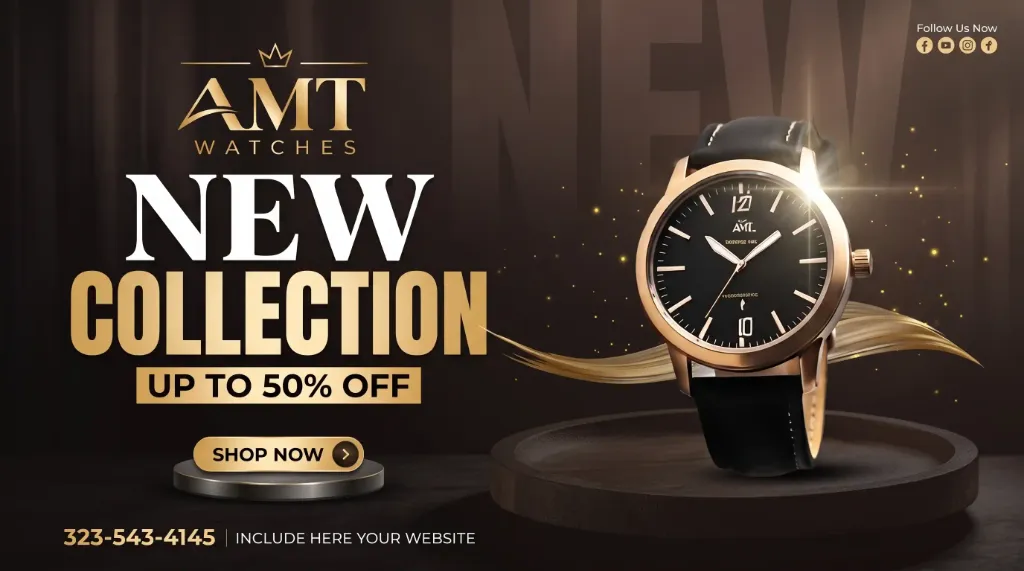 AMT
WATCHES
NEW
COLLECTION
UP TO 50% OFF
SHOP NOW
323-543-4145 | INCLUDE HERE YOUR WEBSITE
Follow Us Now
NEW
12
10